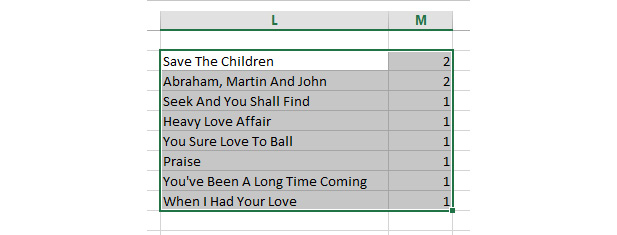 L M
Save The Children 2
Abraham, Martin And John 2
Seek And You Shall Find 1
Heavy Love Affair 1
You Sure Love To Ball 1
Praise 1
You've Been A Long Time Coming 1
When I Had Your Love 1